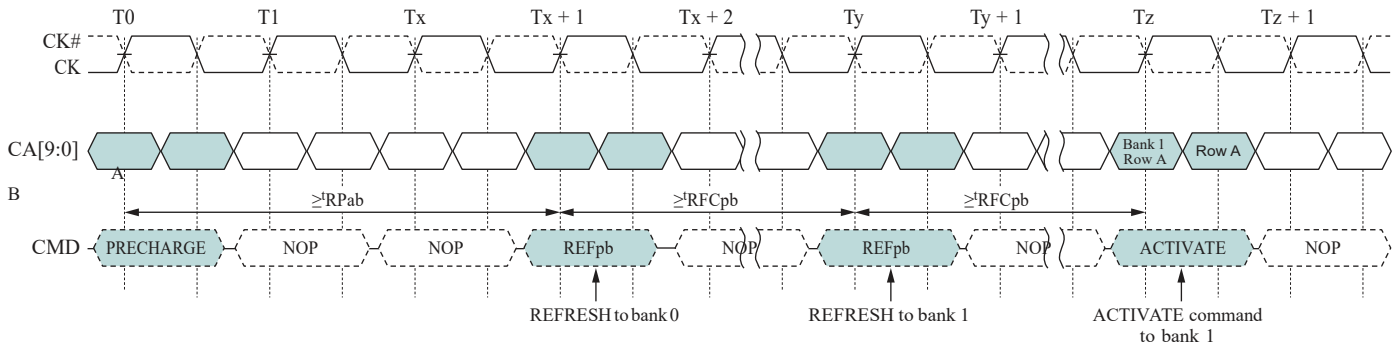 T0 T1 Tx Tx + 1 Tx + 2 Ty Ty + 1 Tz Tz + 1
CK#
CK
CA[9:0]
Bank 1
Row A
Row A
A
B
≥tRPab ≥tRFCpb ≥tRFCpb
CMD PRECHARGE NOP NOP REFpb NOP REFpb NOP ACTIVATE NOP
REFRESH to bank 0 REFRESH to bank 1 ACTIVATE command
to bank 1